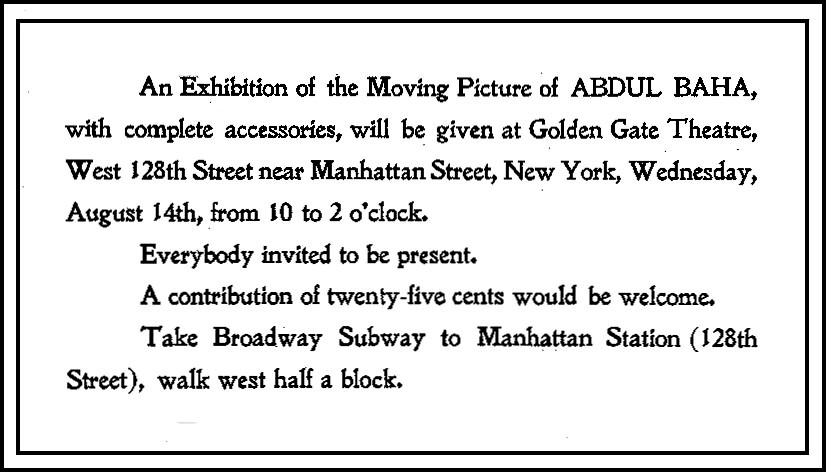 An Exhibition of the Moving Picture of ABDUL BAHA,
with complete accessories, will be given at Golden Gate Theatre,
West 128th Street near Manhattan Street, New York, Wednesday,
August 14th, from 10 to 2 o'clock.
Everybody invited to be present.
A contribution of twenty-five cents would be welcome.
Take Broadway Subway to Manhattan Station (128th
Street), walk west half a block.